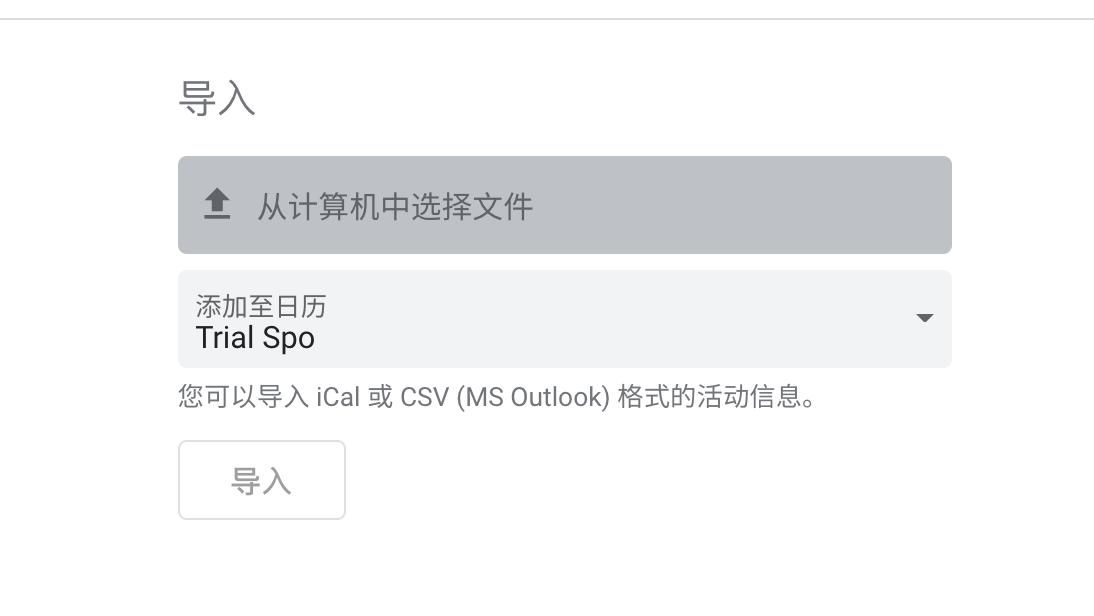 导入
从计算机中选择文件
添加至日历
Trial Spo
您可以导入 iCal 或 CSV (MS Outlook) 格式的活动信息。
导入